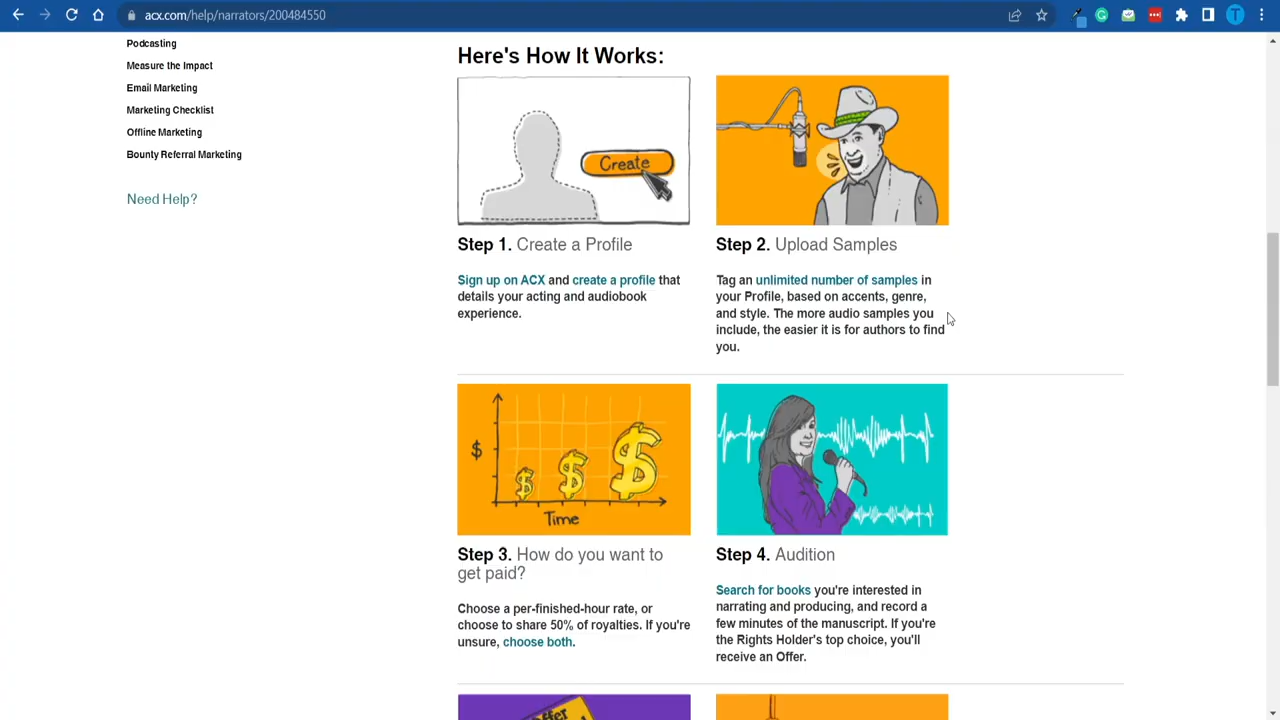 acx.com/help/narrators/200484550
T
Podcasting
Measure the Impact
Email Marketing
Marketing Checklist
Offline Marketing
Bounty Referral Marketing
Need Help?
Here's How It Works:
Create
Step 1. Create a Profile
Sign up on ACX and create a profile that
details your acting and audiobook
experience.
Step 2. Upload Samples
Tag an unlimited number of samples in
your Profile, based on accents, genre,
and style. The more audio samples you
include, the easier it is for authors to find
you.
$
Time
Step 3. How do you want to
get paid?
Choose a per-finished-hour rate, or
choose to share 50% of royalties. If you're
unsure, choose both.
Step 4. Audition
Search for books you're interested in
narrating and producing, and record a
few minutes of the manuscript. If you're
the Rights Holder's top choice, you'll
receive an Offer.